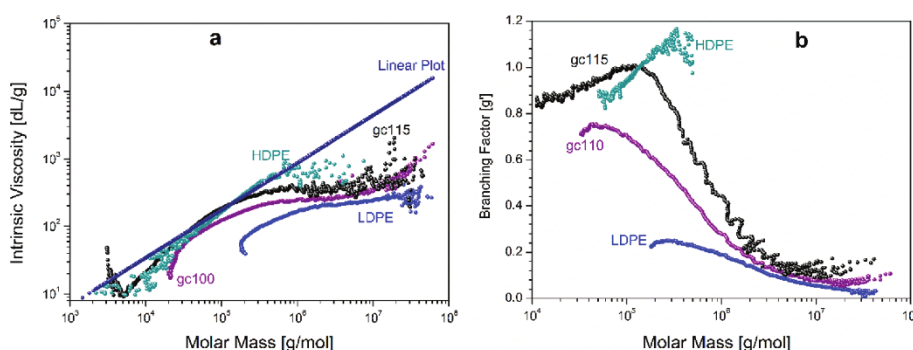 a
Intrinsic Viscosity [dL/g]
10⁵
10⁴
10³
10²
10¹
10³
10⁴
10⁵
10⁶
10⁷
10⁸
Molar Mass [g/mol]
Linear Plot
gc115
HDPE
LDPE
gc100
b
Branching Factor [g']
1.2
1.0
0.8
0.6
0.4
0.2
0.0
10⁴
10⁵
10⁶
10⁷
Molar Mass [g/mol]
HDPE
gc115
gc110
LDPE